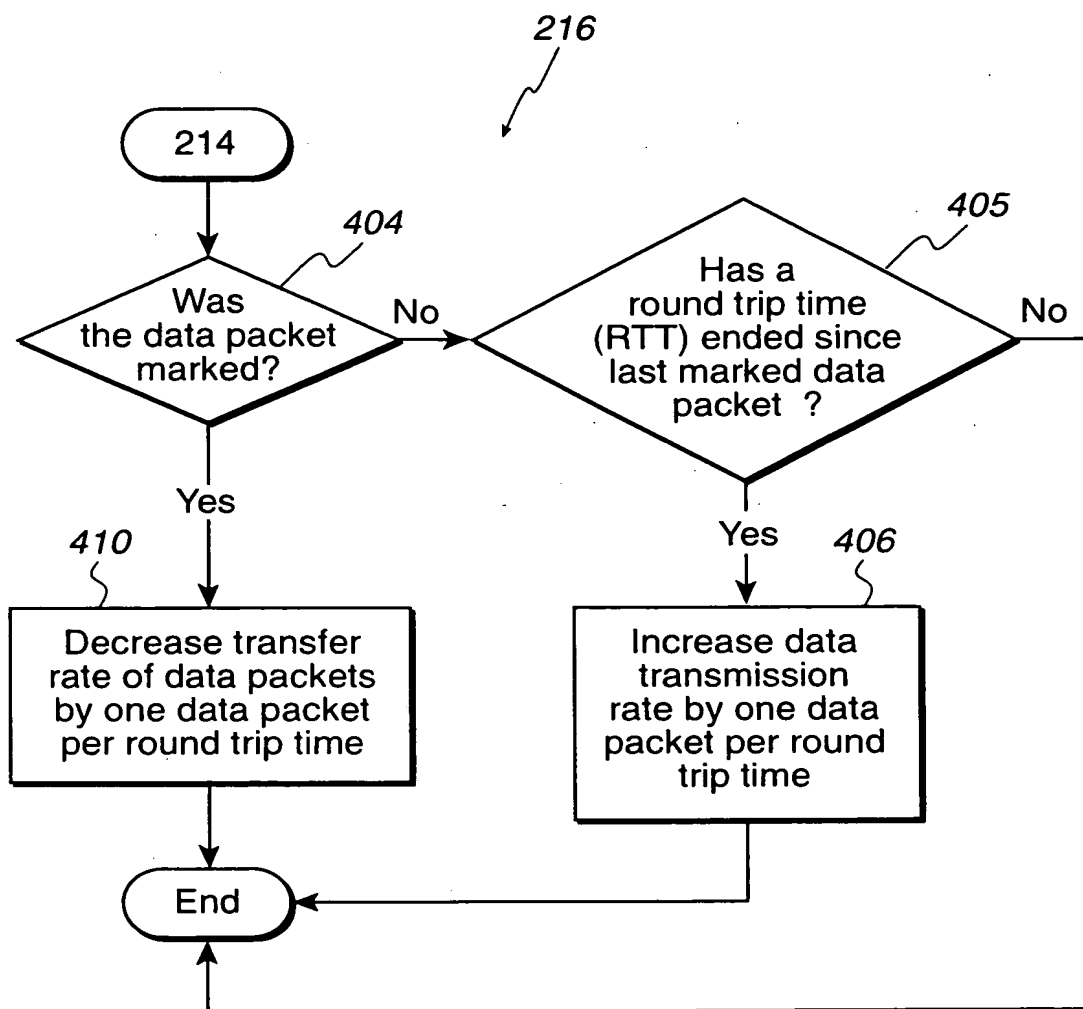 216
214
404
Was
the data packet
marked?
No
405
Has a
round trip time
(RTT) ended since
last marked data
packet ?
No
Yes
Yes
410
Decrease transfer
rate of data packets
by one data packet
per round trip time
406
Increase data
transmission
rate by one data
packet per round
trip time
End